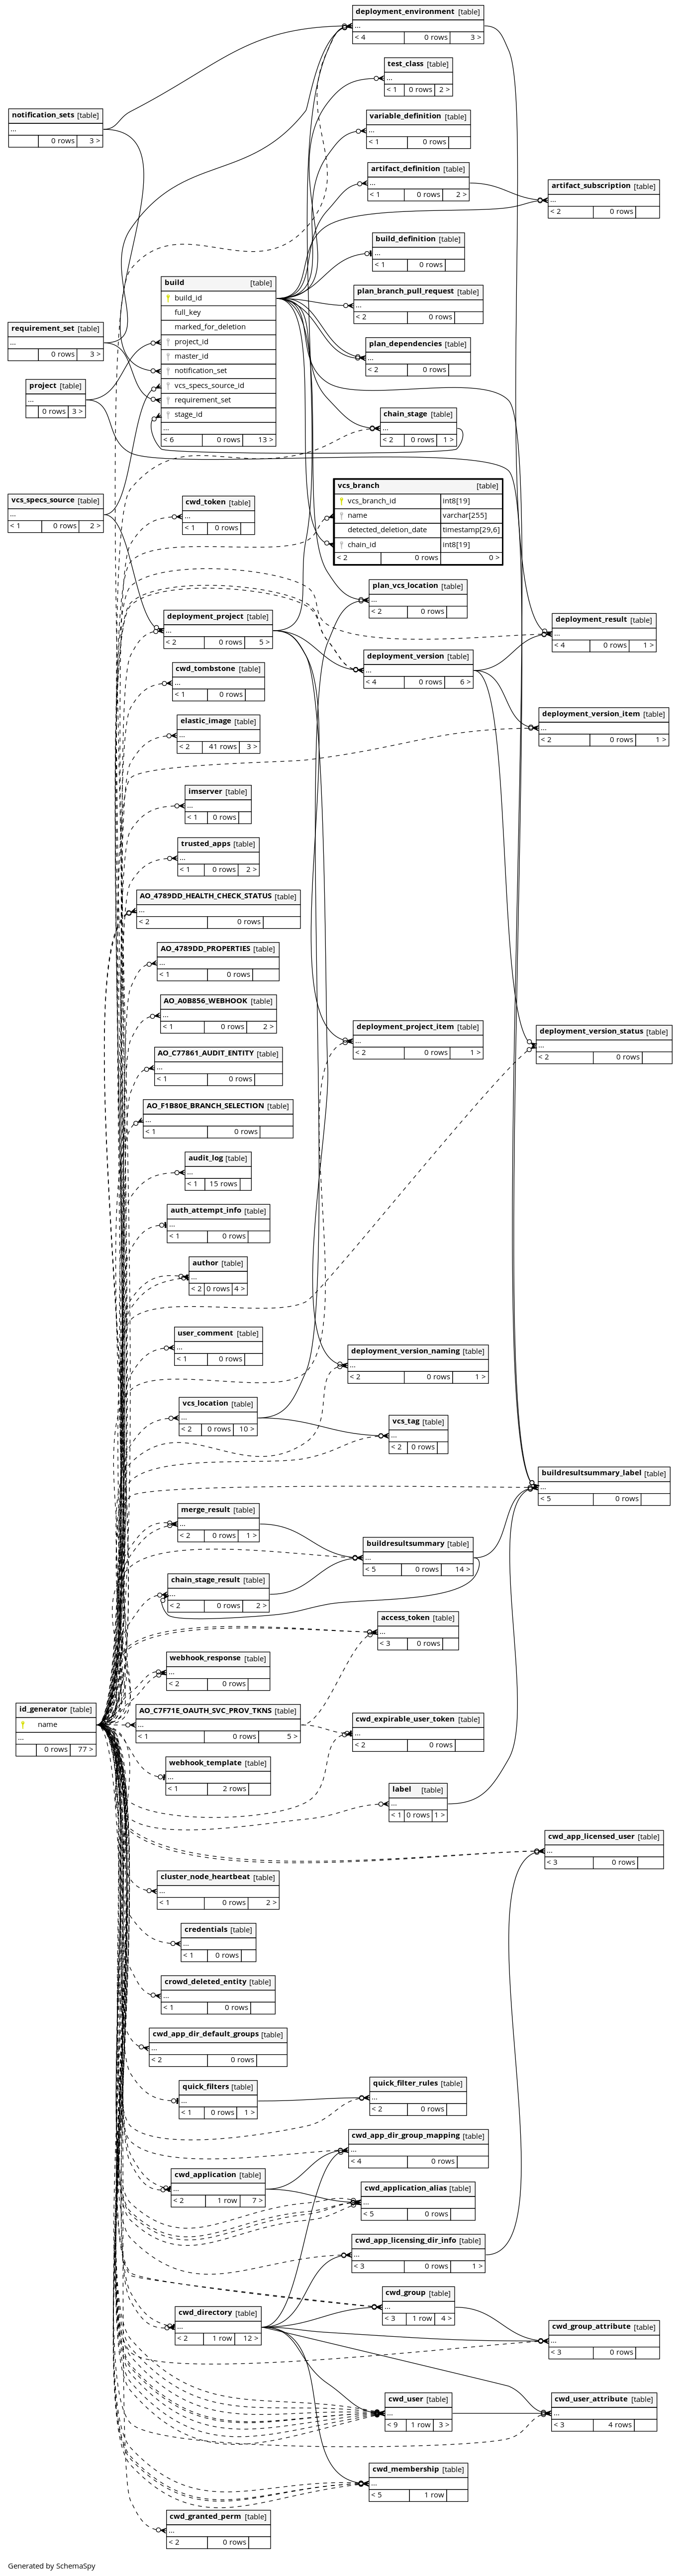 deployment_environment [table]
...
< 4 0 rows 3 >
test_class [table]
...
< 1 0 rows 2 >
notification_sets [table]
...
0 rows 3 >
variable_definition [table]
...
< 1 0 rows
artifact_definition [table]
...
< 1 0 rows 2 >
artifact_subscription [table]
...
< 2 0 rows
build_definition [table]
...
< 1 0 rows
build [table]
build_id
full_key
marked_for_deletion
project_id
master_id
notification_set
vcs_specs_source_id
requirement_set
stage_id
...
< 6 0 rows 13 >
plan_branch_pull_request [table]
...
< 2 0 rows
requirement_set [table]
...
0 rows 3 >
plan_dependencies [table]
...
< 2 0 rows
project [table]
...
0 rows 3 >
chain_stage [table]
...
< 2 0 rows 1 >
vcs_branch [table]
vcs_branch_id int8[19]
name varchar[255]
detected_deletion_date timestamp[29,6]
chain_id int8[19]
< 2 0 rows 0 >
vcs_specs_source [table]
...
< 1 0 rows 2 >
cwd_token [table]
...
< 1 0 rows
plan_vcs_location [table]
...
< 2 0 rows
deployment_project [table]
...
< 2 0 rows 5 >
deployment_result [table]
...
< 4 0 rows 1 >
deployment_version [table]
...
< 4 0 rows 6 >
cwd_tombstone [table]
...
< 1 0 rows
deployment_version_item [table]
...
< 2 0 rows 1 >
elastic_image [table]
...
< 2 41 rows 3 >
imserver [table]
...
< 1 0 rows
trusted_apps [table]
...
< 1 0 rows 2 >
AO_4789DD_HEALTH_CHECK_STATUS [table]
...
< 2 0 rows
AO_4789DD_PROPERTIES [table]
...
< 1 0 rows
AO_A0B856_WEBHOOK [table]
...
< 1 0 rows 2 >
deployment_project_item [table]
...
< 2 0 rows 1 >
deployment_version_status [table]
...
< 2 0 rows
AO_C77861_AUDIT_ENTITY [table]
...
< 1 0 rows
AO_F1B80E_BRANCH_SELECTION [table]
...
< 1 0 rows
audit_log [table]
...
< 1 15 rows
auth_attempt_info [table]
...
< 1 0 rows
author [table]
...
< 2 0 rows 4 >
user_comment [table]
...
< 1 0 rows
deployment_version_naming [table]
...
< 2 0 rows 1 >
vcs_location [table]
...
< 2 0 rows 10 >
vcs_tag [table]
...
< 2 0 rows
buildresultsummary_label [table]
...
< 5 0 rows
merge_result [table]
...
< 2 0 rows 1 >
buildresultsummary [table]
...
< 5 0 rows 14 >
chain_stage_result [table]
...
< 2 0 rows 2 >
access_token [table]
...
< 3 0 rows
webhook_response [table]
...
< 2 0 rows
id_generator [table]
name
...
0 rows 77 >
AO_C7F71E_OAUTH_SVC_PROV_TKNS [table]
...
< 1 0 rows 5 >
cwd_expirable_user_token [table]
...
< 2 0 rows
webhook_template [table]
...
< 1 2 rows
label [table]
...
< 1 0 rows 1 >
cwd_app_licensed_user [table]
...
< 3 0 rows
cluster_node_heartbeat [table]
...
< 1 0 rows 2 >
credentials [table]
...
< 1 0 rows
crowd_deleted_entity [table]
...
< 1 0 rows
cwd_app_dir_default_groups [table]
...
< 2 0 rows
quick_filters [table]
...
< 1 0 rows 1 >
quick_filter_rules [table]
...
< 2 0 rows
cwd_app_dir_group_mapping [table]
...
< 4 0 rows
cwd_application [table]
...
< 2 1 row 7 >
cwd_application_alias [table]
...
< 5 0 rows
cwd_app_licensing_dir_info [table]
...
< 3 0 rows 1 >
cwd_group [table]
...
< 3 1 row 4 >
cwd_directory [table]
...
< 2 1 row 12 >
cwd_group_attribute [table]
...
< 3 0 rows
cwd_user [table]
...
< 9 1 row 3 >
cwd_user_attribute [table]
...
< 3 4 rows
cwd_membership [table]
...
< 5 1 row
cwd_granted_perm [table]
...
< 2 0 rows
Generated by SchemaSpy